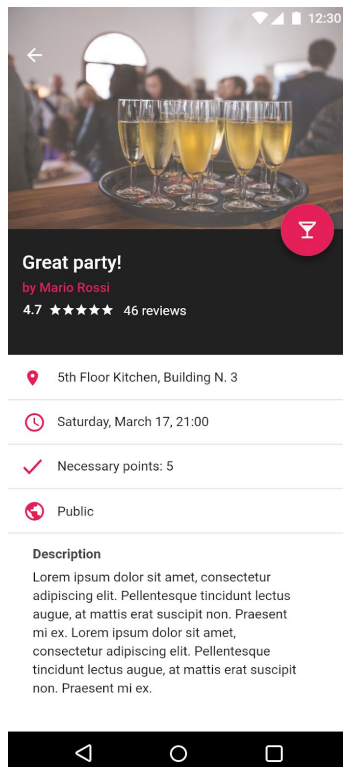 12:30
Great party!
by Mario Rossi
4.7 46 reviews
5th Floor Kitchen, Building N. 3
Saturday, March 17, 21:00
Necessary points: 5
Public
Description
Lorem ipsum dolor sit amet, consectetur
adipiscing elit. Pellentesque tincidunt lectus
augue, at mattis erat suscipit non. Praesent
mi ex. Lorem ipsum dolor sit amet,
consectetur adipiscing elit. Pellentesque
tincidunt lectus augue, at mattis erat suscipit
non. Praesent mi ex.